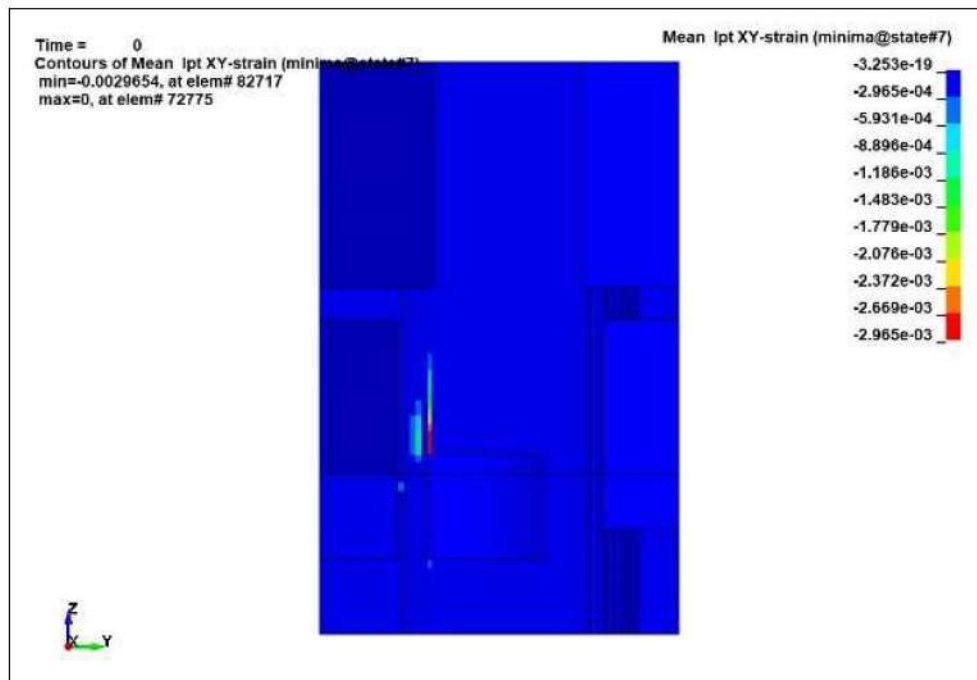 Time =       0
Contours of Mean Ipt XY-strain (minima@state#7)
min=-0.0029654, at elem# 82717
max=0, at elem# 72775
Mean Ipt XY-strain (minima@state#7)
-3.253e-19
-2.965e-04
-5.931e-04
-8.896e-04
-1.186e-03
-1.483e-03
-1.779e-03
-2.076e-03
-2.372e-03
-2.669e-03
-2.965e-03
Z
X Y